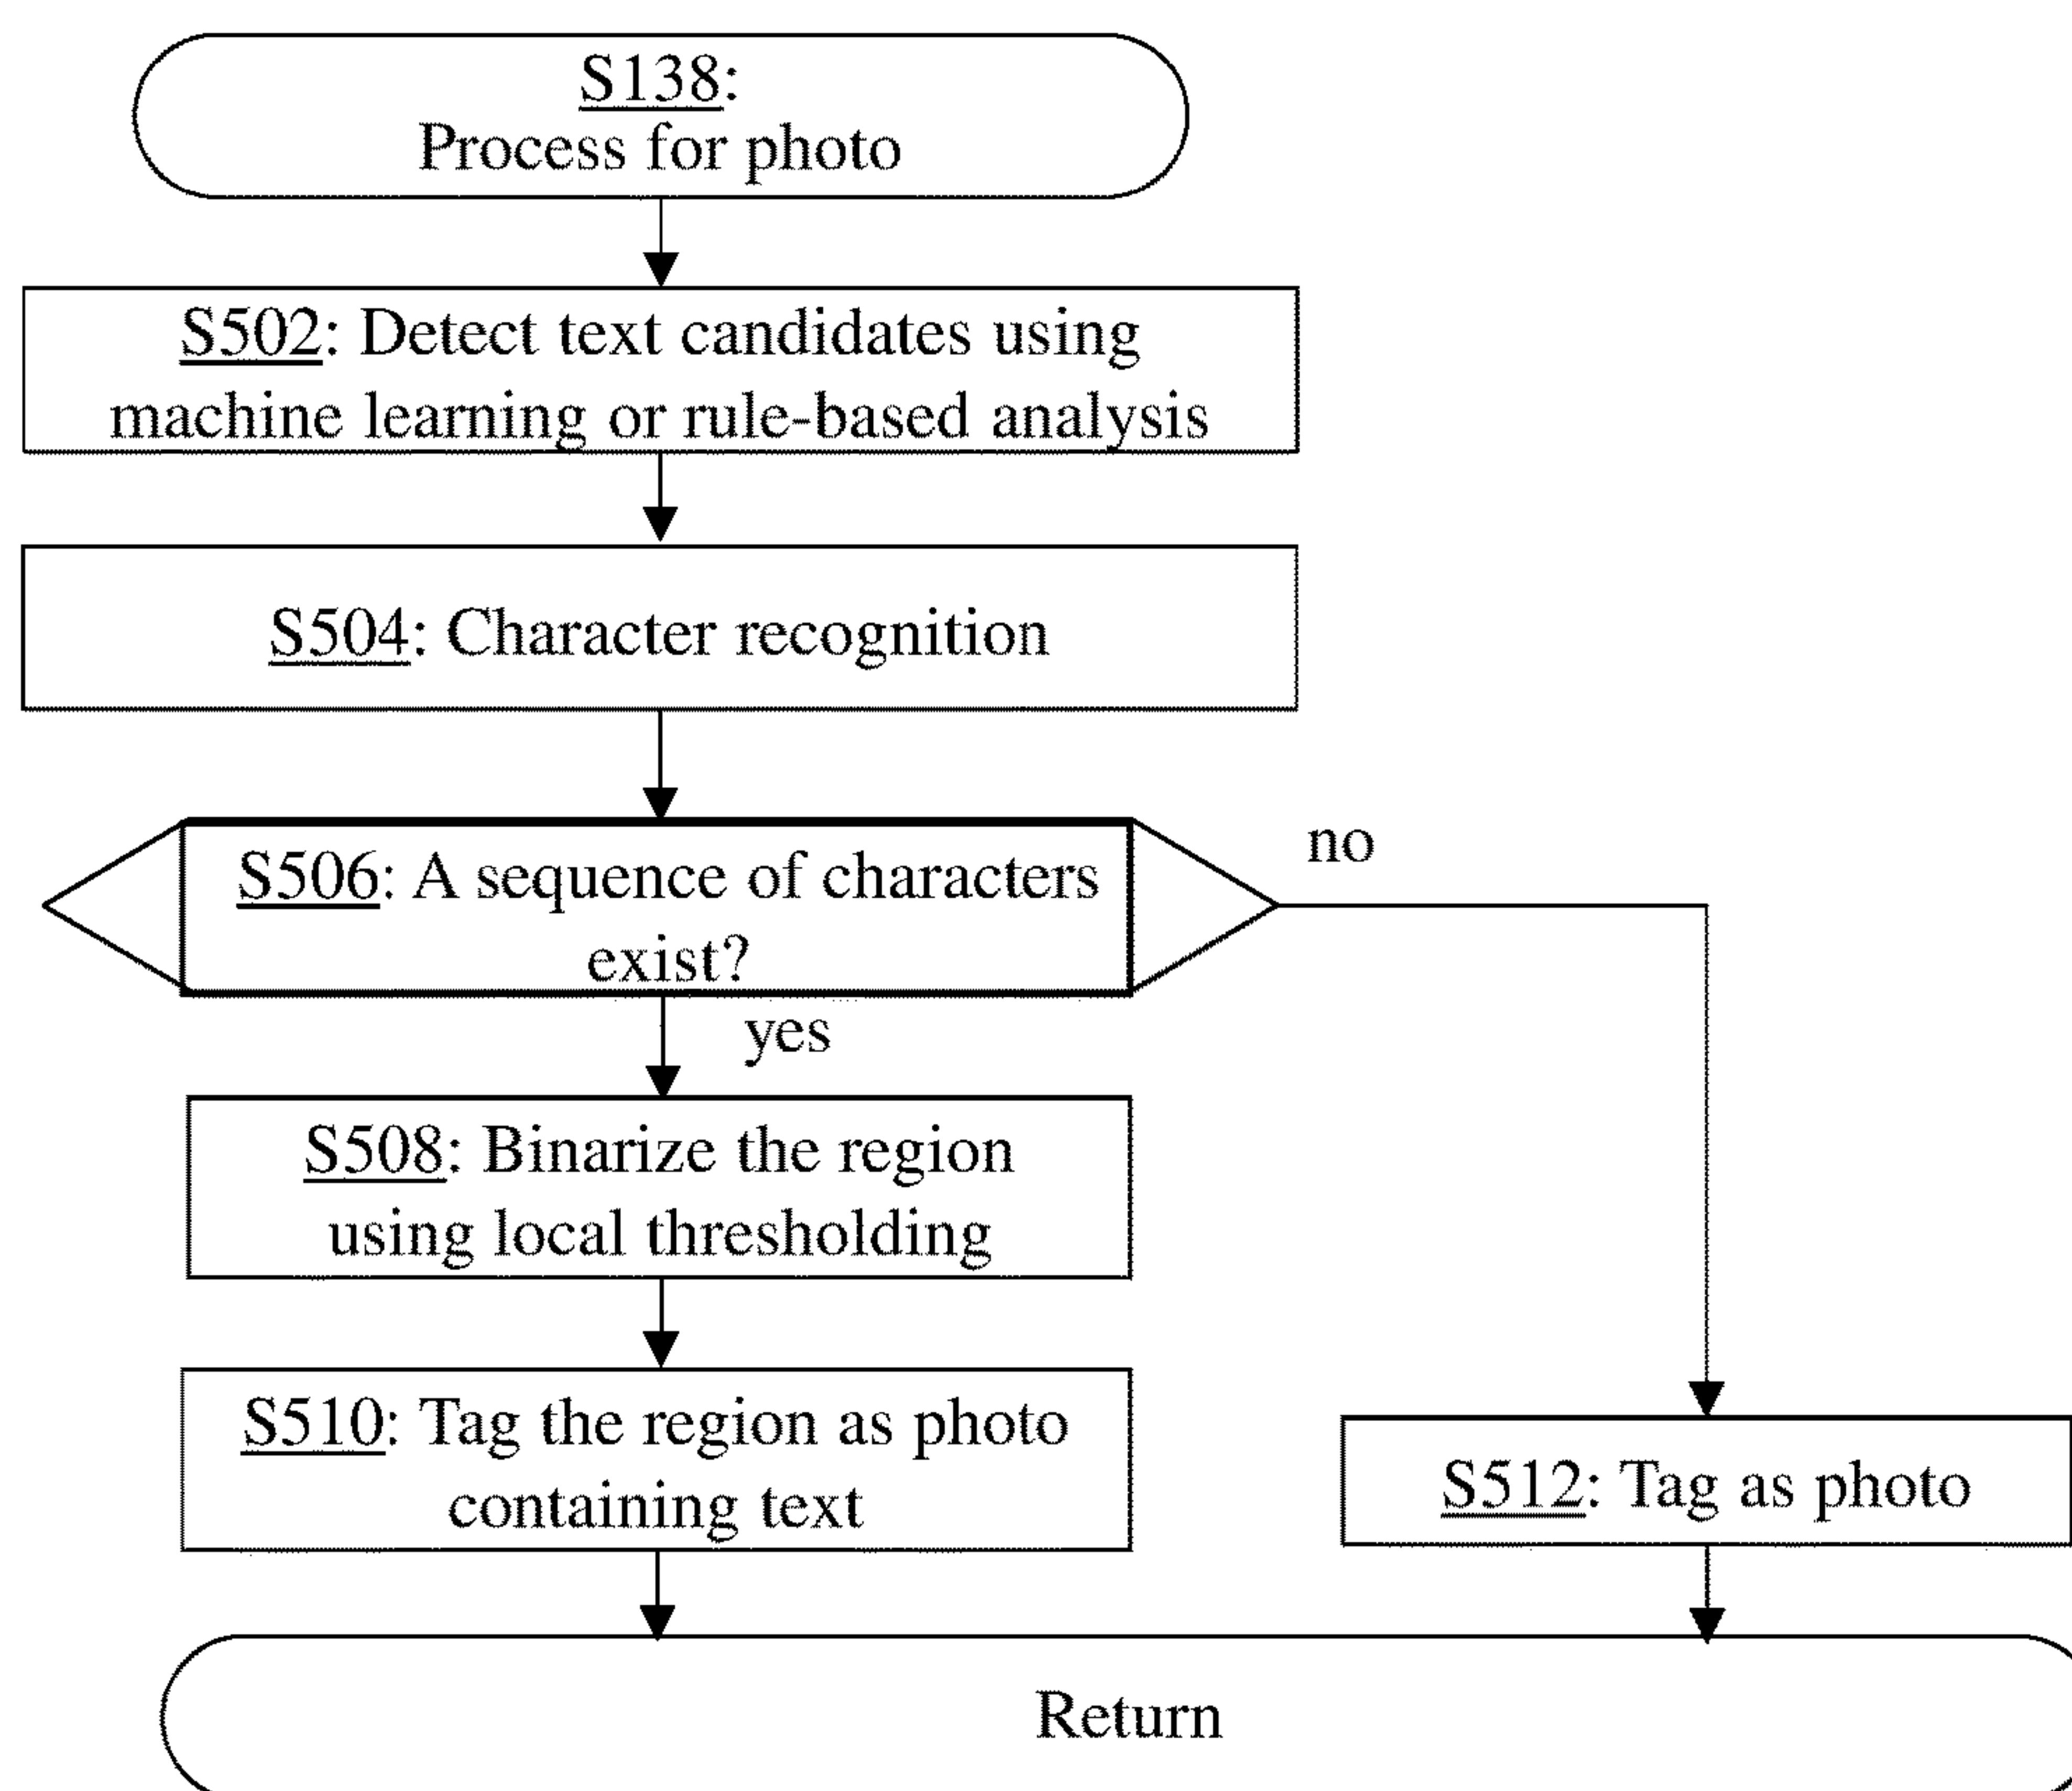 S138:
Process for photo
S502: Detect text candidates using
machine learning or rule-based analysis
S504: Character recognition
S506: A sequence of characters
exist?
no
yes
S508: Binarize the region
using local thresholding
S510: Tag the region as photo
containing text
S512: Tag as photo
Return